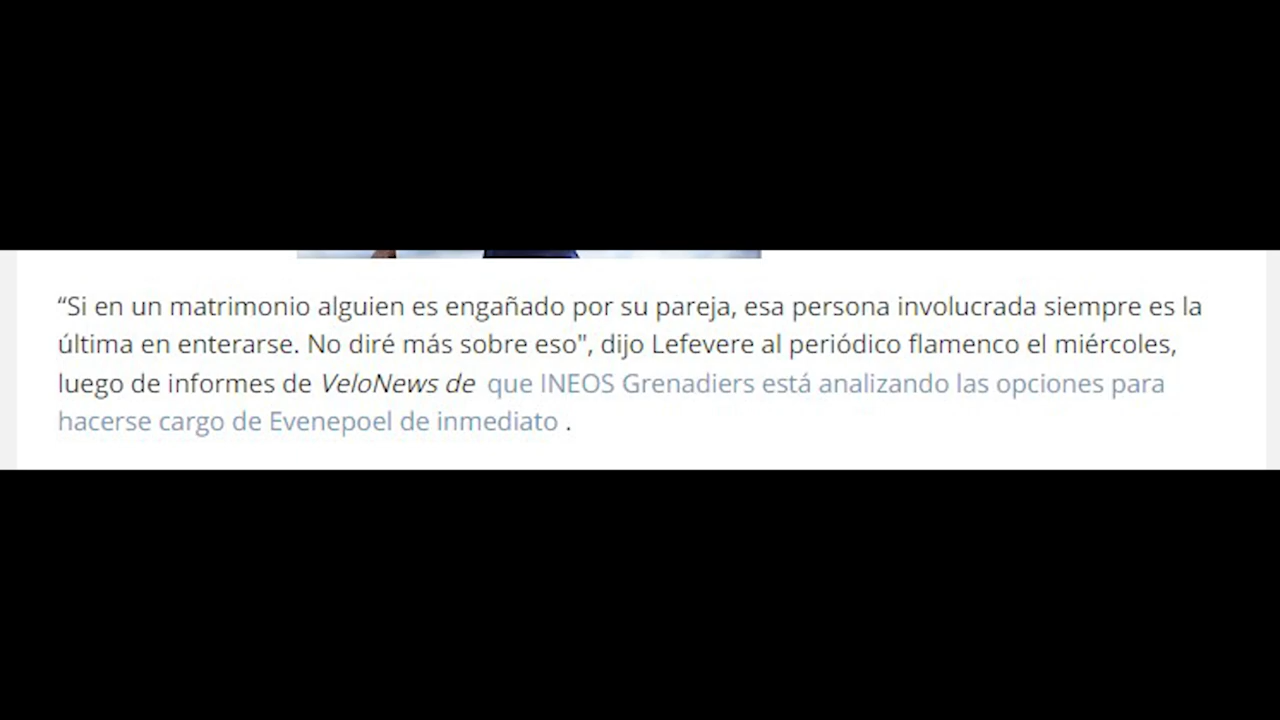 “Si en un matrimonio alguien es engañado por su pareja, esa persona involucrada siempre es la
última en enterarse. No diré más sobre eso", dijo Lefevere al periódico flamenco el miércoles,
luego de informes de VeloNews de que INEOS Grenadiers está analizando las opciones para
hacerse cargo de Evenepoel de inmediato .